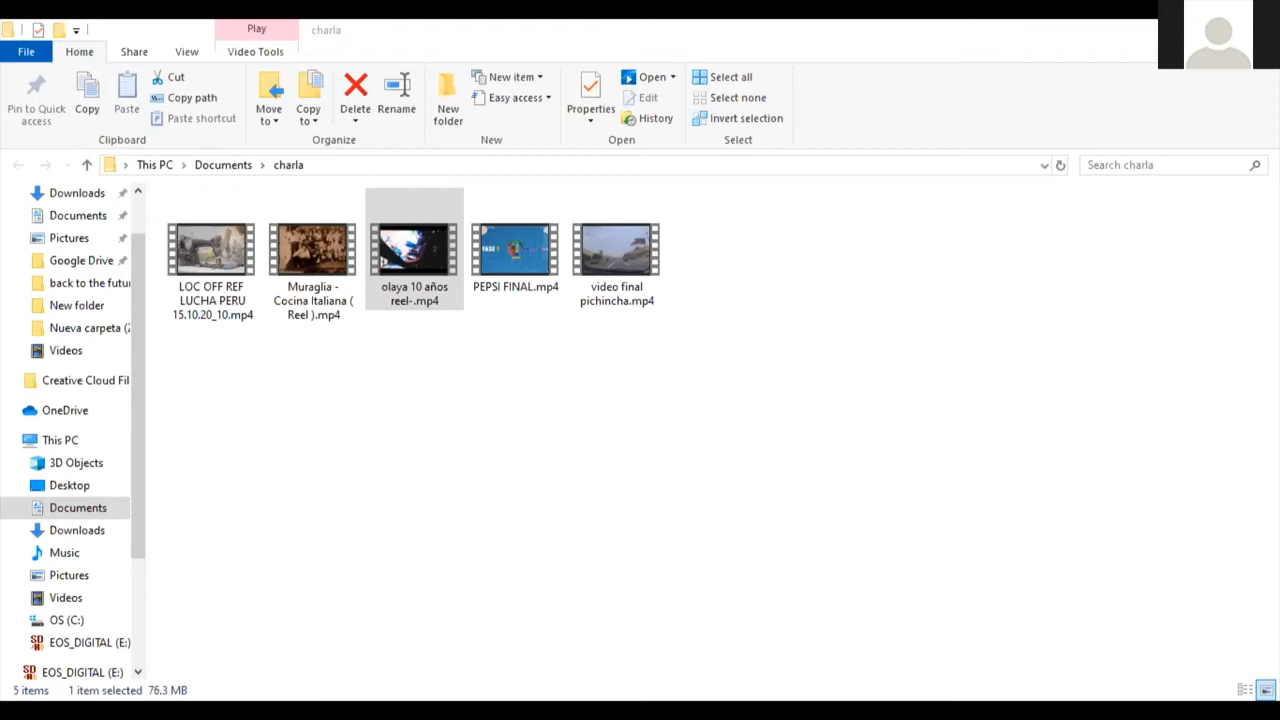 Play
charla
File
Home
Share
View
Video Tools
Pin to Quick
access
Copy
Paste
Cut
Copy path
Paste shortcut
Clipboard
Move
to
Copy
to
Delete
Rename
Organize
New
folder
New item
Easy access
New
Properties
Open
Edit
History
Open
Select all
Select none
Invert selection
Select
This PC
Documents
charla
Search charla
Downloads
Documents
Pictures
Google Drive
back to the futu
New folder
Nueva carpeta (2
Videos
Creative Cloud Fil
OneDrive
This PC
3D Objects
Desktop
Documents
Downloads
Music
Pictures
Videos
OS (C:)
EOS_DIGITAL (E:)
EOS_DIGITAL (E:)
LOC OFF REF
LUCHA PERU
15.10.20_10.mp4
Muraglia -
Cocina Italiana (
Reel ).mp4
olaya 10 años
reel-.mp4
PEPSI FINAL.mp4
video final
pichincha.mp4
5 items
1 item selected
76.3 MB